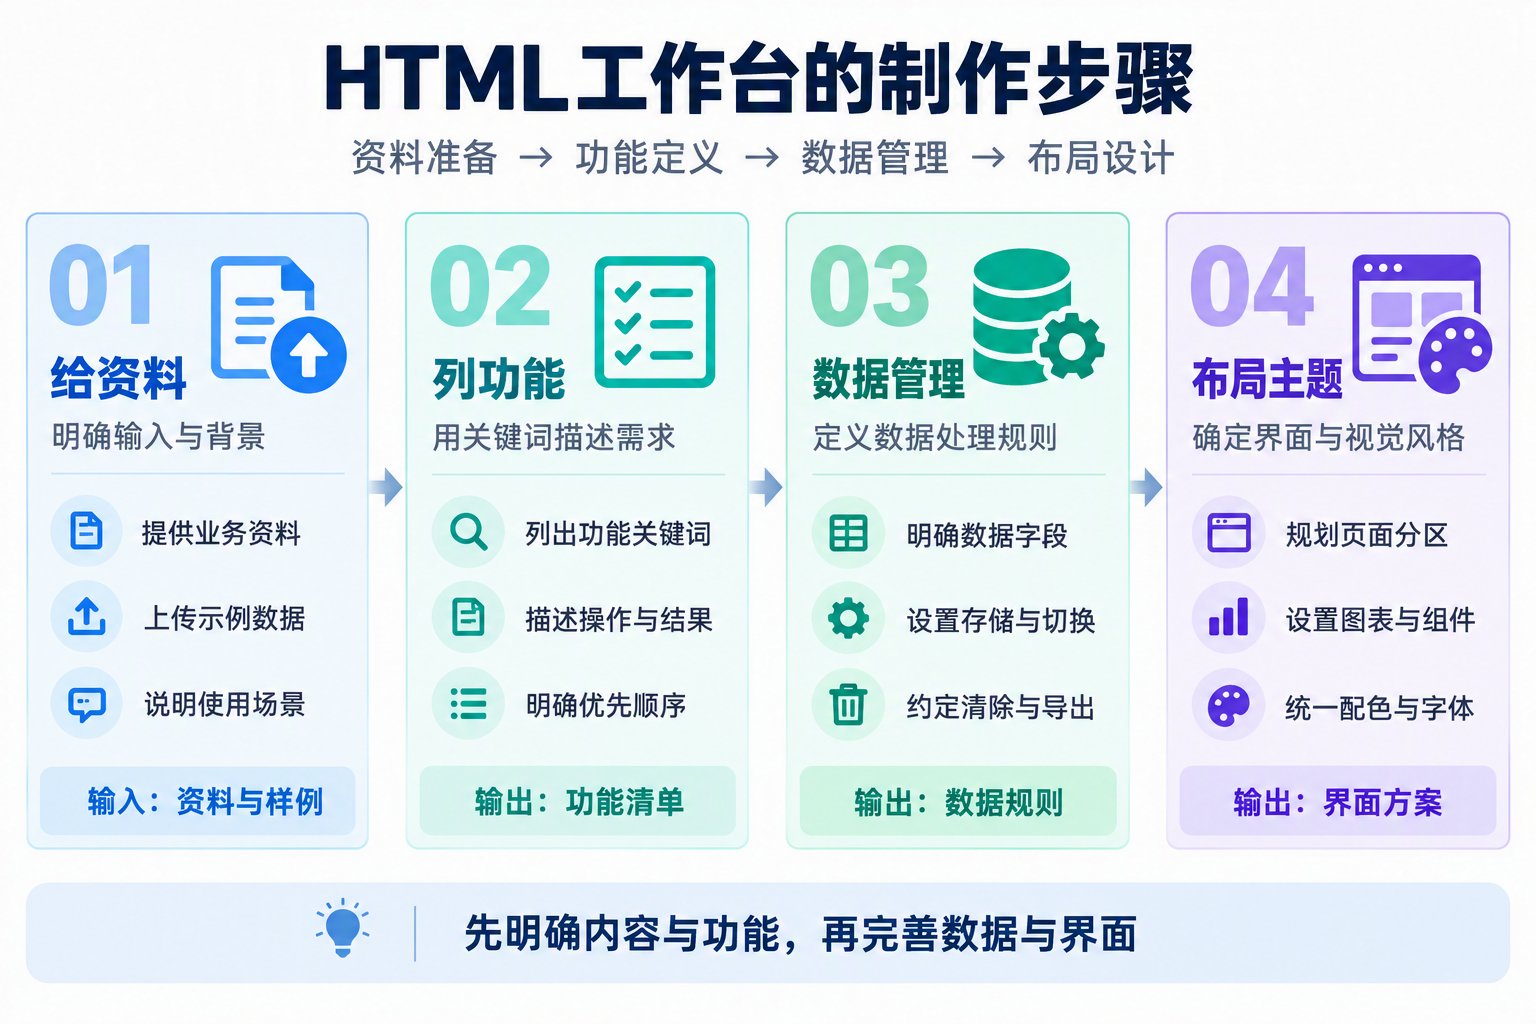 HTML工作台的制作步骤
资料准备 → 功能定义 → 数据管理 → 布局设计
01
给资料
明确输入与背景
提供业务资料
上传示例数据
说明使用场景
输入：资料与样例
02
列功能
用关键词描述需求
列出功能关键词
描述操作与结果
明确优先顺序
输出：功能清单
03
数据管理
定义数据处理规则
明确数据字段
设置存储与切换
约定清除与导出
输出：数据规则
04
布局主题
确定界面与视觉风格
规划页面分区
设置图表与组件
统一配色与字体
输出：界面方案
先明确内容与功能，再完善数据与界面